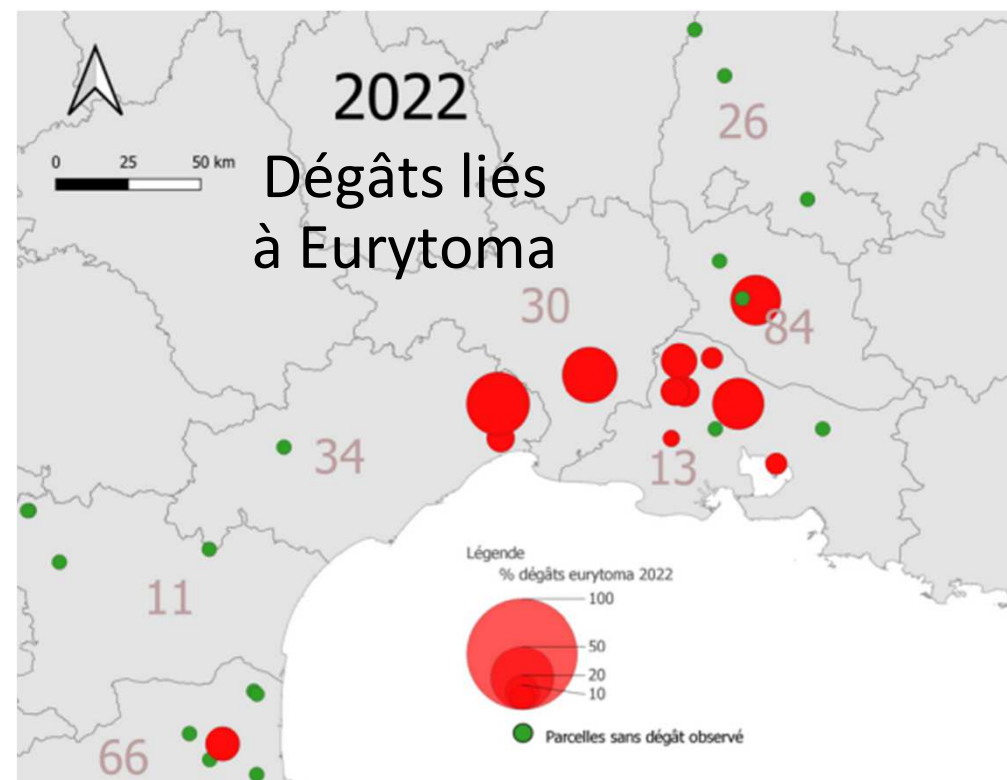 2022
Dégâts liés
à Eurytoma
0 25 50 km
26
30
84
34
13
11
66
Légende
% dégâts eurytoma 2022
100
50
20
10
Parcelles sans dégât observé